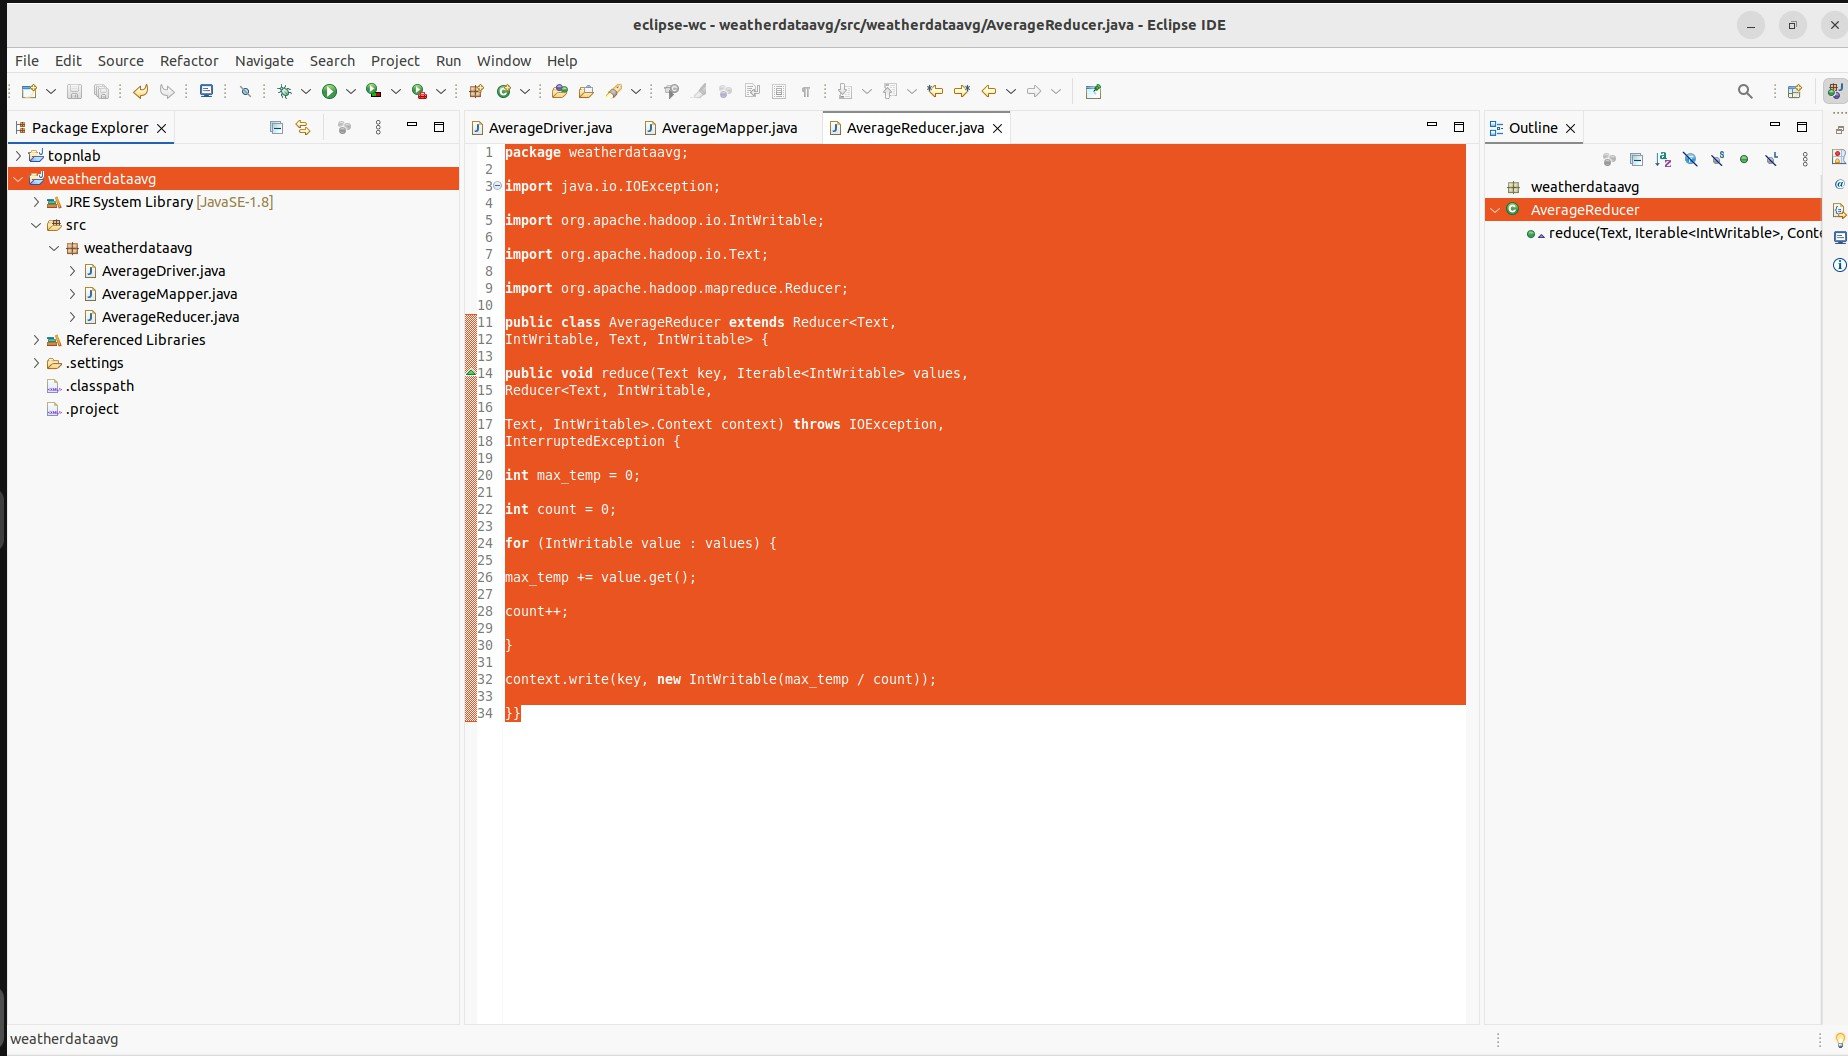 eclipse-wc - weatherdataavg/src/weatherdataavg/AverageReducer.java - Eclipse IDE
File Edit Source Refactor Navigate Search Project Run Window Help
Package Explorer
topnlab
weatherdataavg
JRE System Library [JavaSE-1.8]
src
weatherdataavg
AverageDriver.java
AverageMapper.java
AverageReducer.java
Referenced Libraries
.settings
.classpath
.project
AverageDriver.java AverageMapper.java AverageReducer.java
1 package weatherdataavg;
2
3 import java.io.IOException;
4
5 import org.apache.hadoop.io.IntWritable;
6
7 import org.apache.hadoop.io.Text;
8
9 import org.apache.hadoop.mapreduce.Reducer;
10
11 public class AverageReducer extends Reducer<Text,
12 IntWritable, Text, IntWritable> {
13
14 public void reduce(Text key, Iterable<IntWritable> values,
15 Reducer<Text, IntWritable,
16
17 Text, IntWritable>.Context context) throws IOException,
18 InterruptedException {
19
20 int max_temp = 0;
21
22 int count = 0;
23
24 for (IntWritable value : values) {
25
26 max_temp += value.get();
27
28 count++;
29
30 }
31
32 context.write(key, new IntWritable(max_temp / count));
33
34 }}
Outline
weatherdataavg
AverageReducer
reduce(Text, Iterable<IntWritable>, Conte
weatherdataavg